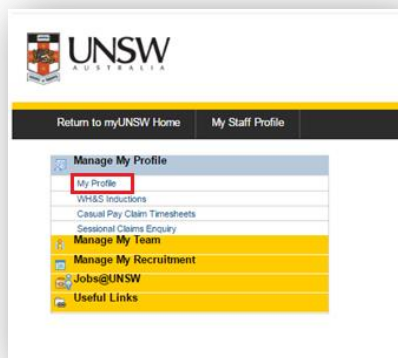 UNSW
AUSTRALIA
Return to myUNSW Home My Staff Profile
Manage My Profile
My Profile
WH&S Inductions
Casual Pay Claim Timesheets
Sessional Claims Enquiry
Manage My Team
Manage My Recruitment
Jobs@UNSW
Useful Links